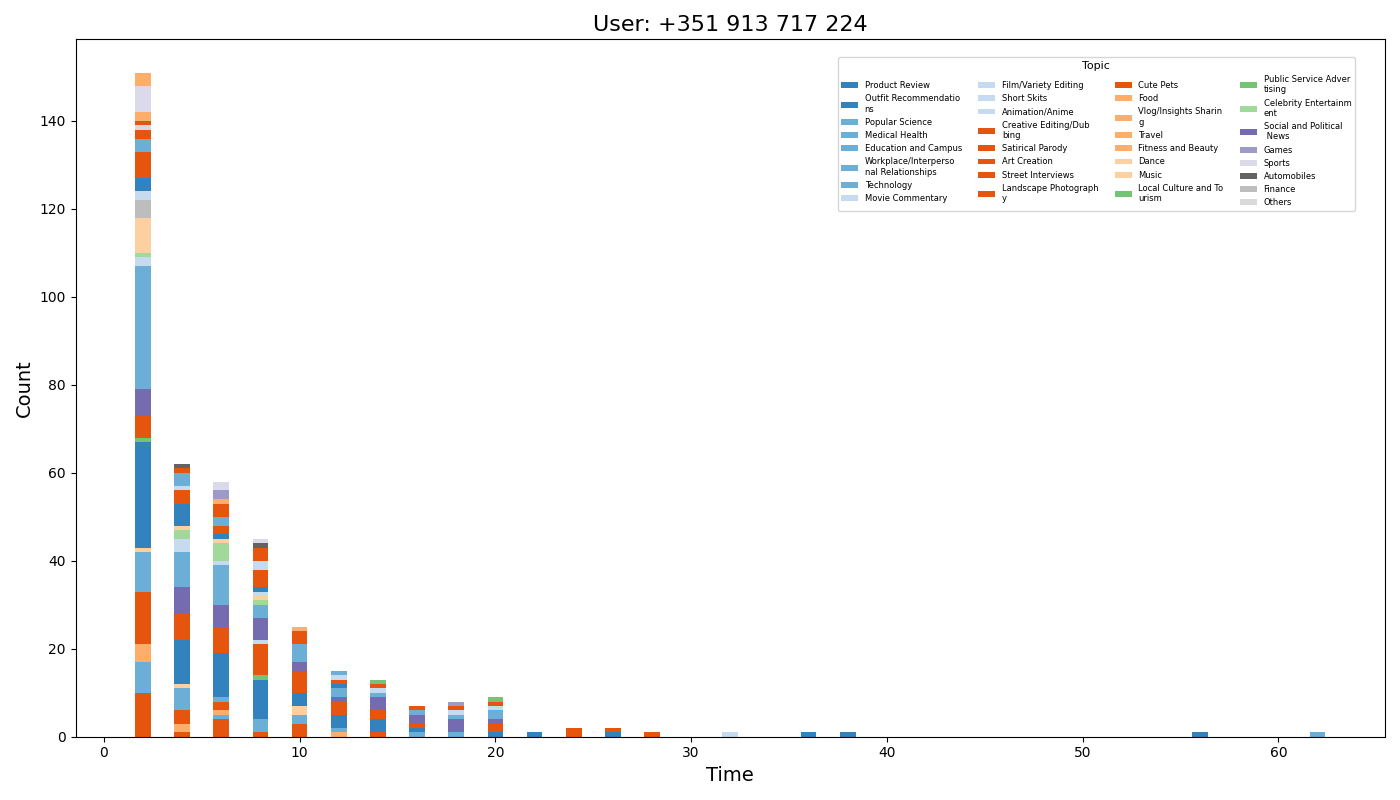 User: +351 913 717 224
Topic
Product Review
Outfit Recommendatio
ns
Popular Science
Medical Health
Education and Campus
Workplace/Interperso
nal Relationships
Technology
Movie Commentary
Film/Variety Editing
Short Skits
Animation/Anime
Creative Editing/Dub
bing
Satirical Parody
Art Creation
Street Interviews
Landscape Photograph
y
Cute Pets
Food
Vlog/Insights Sharin
g
Travel
Fitness and Beauty
Dance
Music
Local Culture and To
urism
Public Service Adver
tising
Celebrity Entertainm
ent
Social and Political
News
Games
Sports
Automobiles
Finance
Others
Count
140
120
100
80
60
40
20
0
0 10 20 30 40 50 60
Time